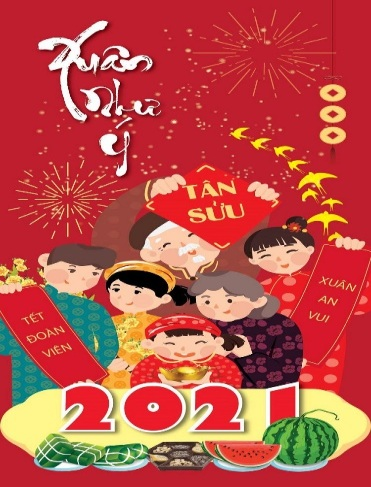 Xuân
Như
ý
TÂN
SỬU
TẾT
ĐOÀN
VIÊN
XUÂN
AN
VUI
2021